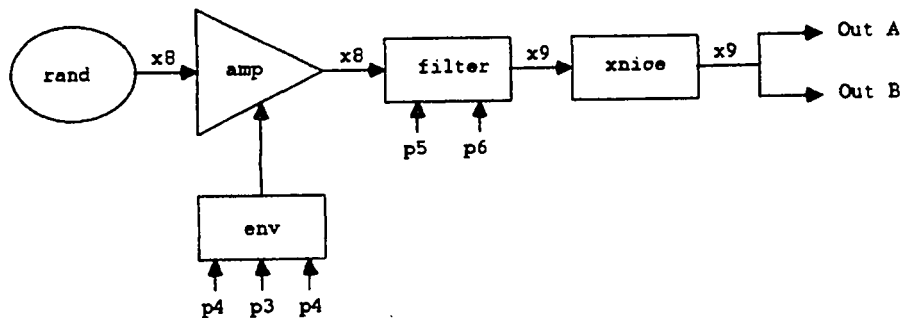 Out A
x8
x8
x9
x9
rand
amp
filter
xnice
Out B
p5
p6
env
p4
p3
p4